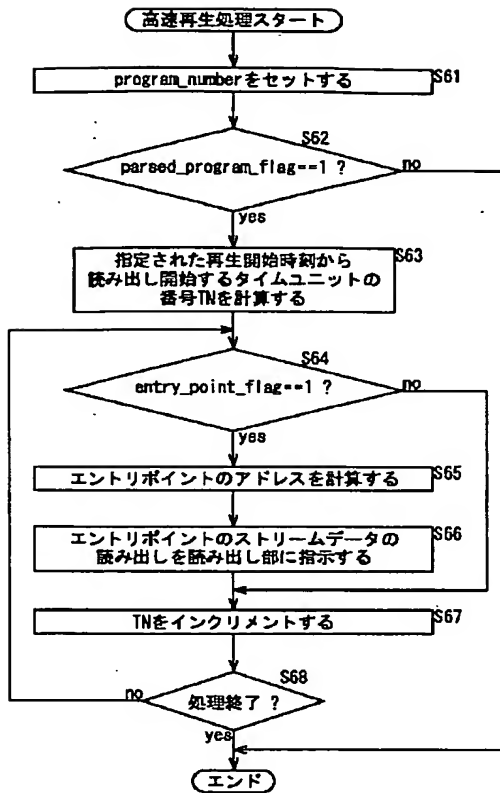 高速再生処理スタート
program_numberをセットする
S61
S62
parsed_program_flag==1 ?
no
yes
S63
指定された再生開始時刻から
読み出し開始するタイムユニットの
番号TNを計算する
S64
entry_point_flag==1 ?
no
yes
エントリポイントのアドレスを計算する
S65
エントリポイントのストリームデータの
読み出しを読み出し部に指示する
S66
TNをインクリメントする
S67
S68
no
処理終了 ?
yes
エンド